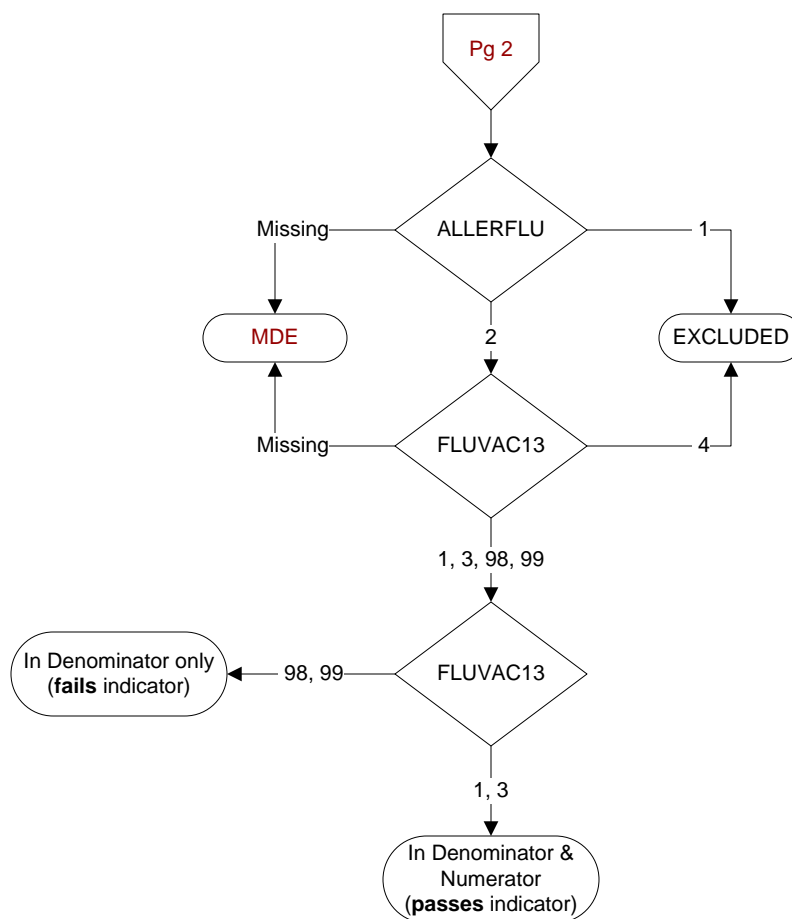 Pg 2
ALLERFLU
Missing
1
MDE
EXCLUDED
2
FLUVAC13
Missing
4
1, 3, 98, 99
FLUVAC13
In Denominator only
(fails indicator)
98, 99
1, 3
In Denominator &
Numerator
(passes indicator)